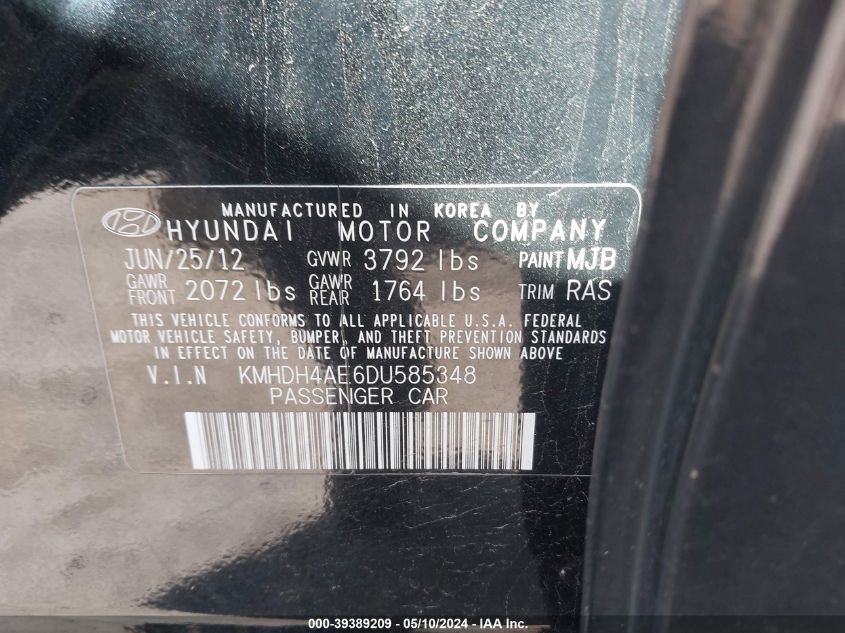 MANUFACTURED IN KOREA BY
HYUNDAI MOTOR COMPANY
JUN/25/12 GVWR 3792 lbs PAINT MJB
GAWR FRONT 2072 lbs GAWR REAR 1764 lbs TRIM RAS
THIS VEHICLE CONFORMS TO ALL APPLICABLE U.S.A. FEDERAL
MOTOR VEHICLE SAFETY, BUMPER, AND THEFT PREVENTION STANDARDS
IN EFFECT ON THE DATE OF MANUFACTURE SHOWN ABOVE
V.I.N KMHDH4AE6DU585348
PASSENGER CAR
000-39389209 - 05/10/2024 - IAA Inc.